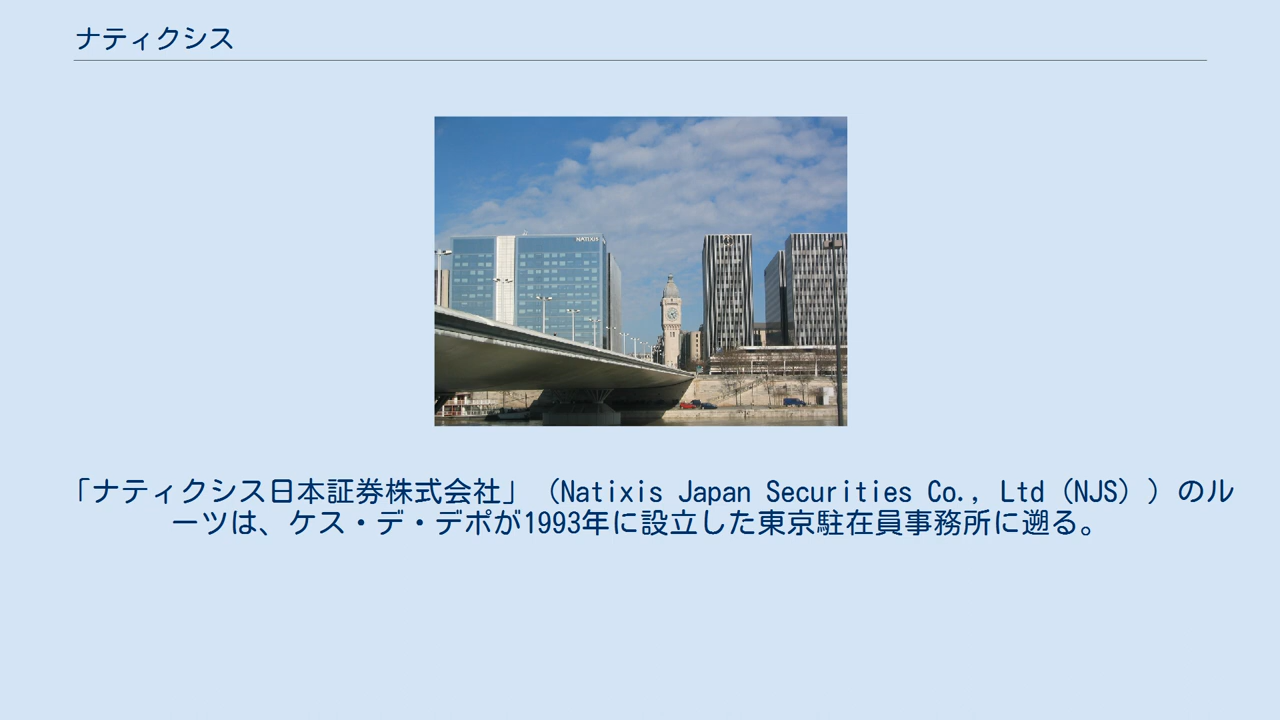 ナティクシス
NATIXIS
「ナティクシス日本証券株式会社」（Natixis Japan Securities Co., Ltd（NJS））のル
ーツは、ケス・デ・デポが1993年に設立した東京駐在員事務所に遡る。